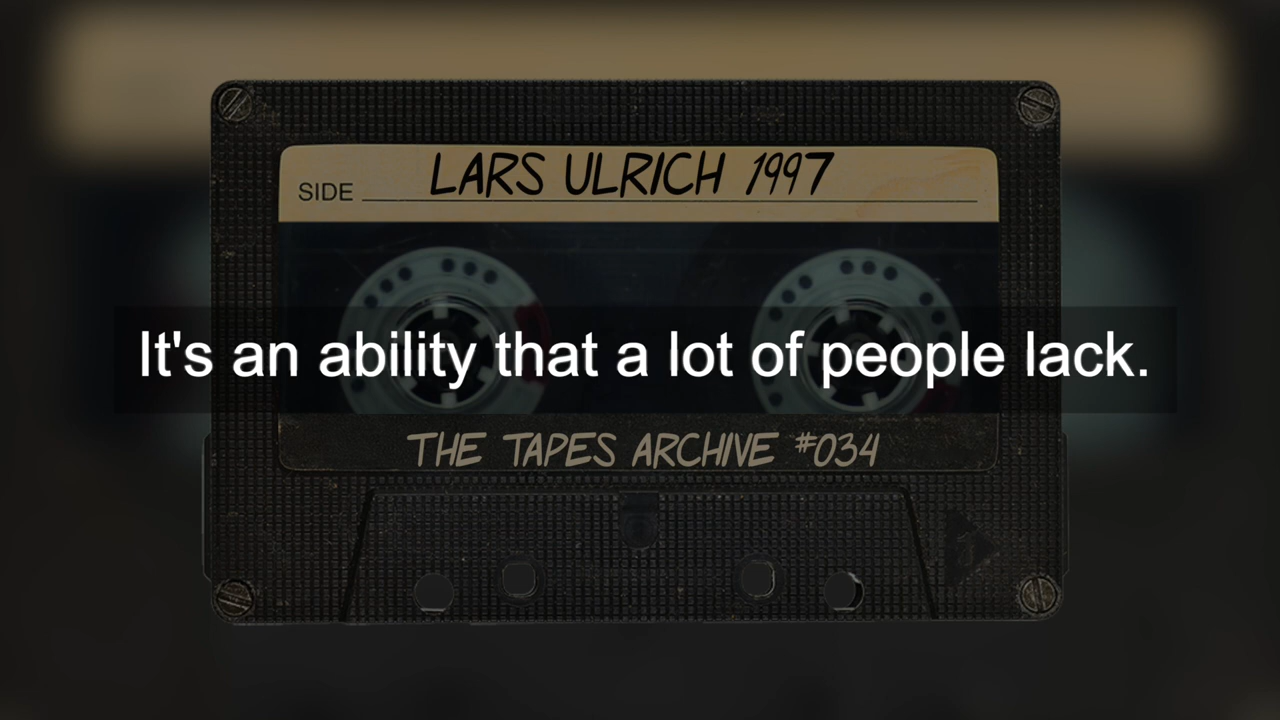 LARS ULRICH 1997
SIDE
It's an ability that a lot of people lack.
THE TAPES ARCHIVE #034